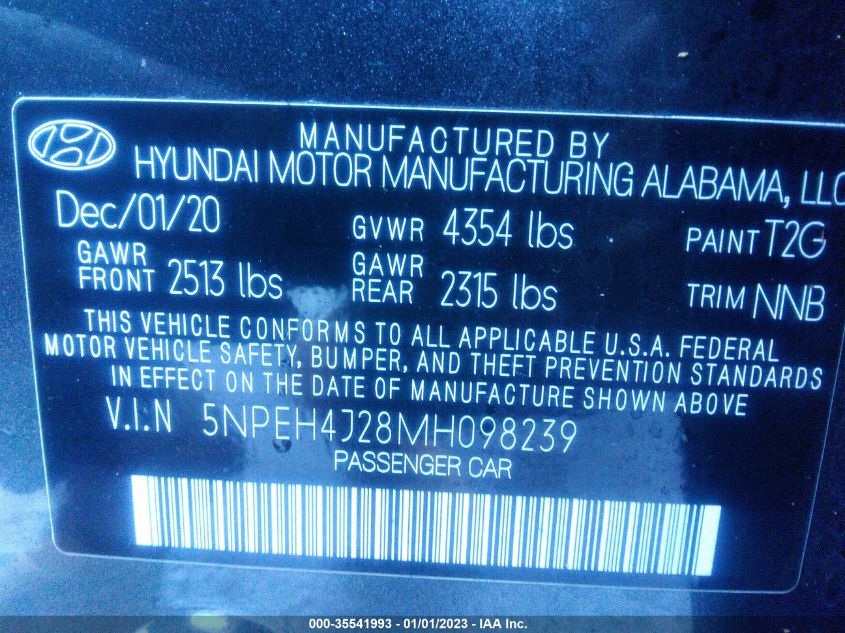 MANUFACTURED BY
HYUNDAI MOTOR MANUFACTURING ALABAMA, LLC
Dec/01/20 GVWR 4354 lbs PAINT T2G
GAWR FRONT 2513 lbs GAWR REAR 2315 lbs TRIM NNB
THIS VEHICLE CONFORMS TO ALL APPLICABLE U.S.A. FEDERAL
MOTOR VEHICLE SAFETY, BUMPER, AND THEFT PREVENTION STANDARDS
IN EFFECT ON THE DATE OF MANUFACTURE SHOWN ABOVE
V.I.N 5NPEH4J28MH098239
PASSENGER CAR
000-35541993 - 01/01/2023 - IAA Inc.